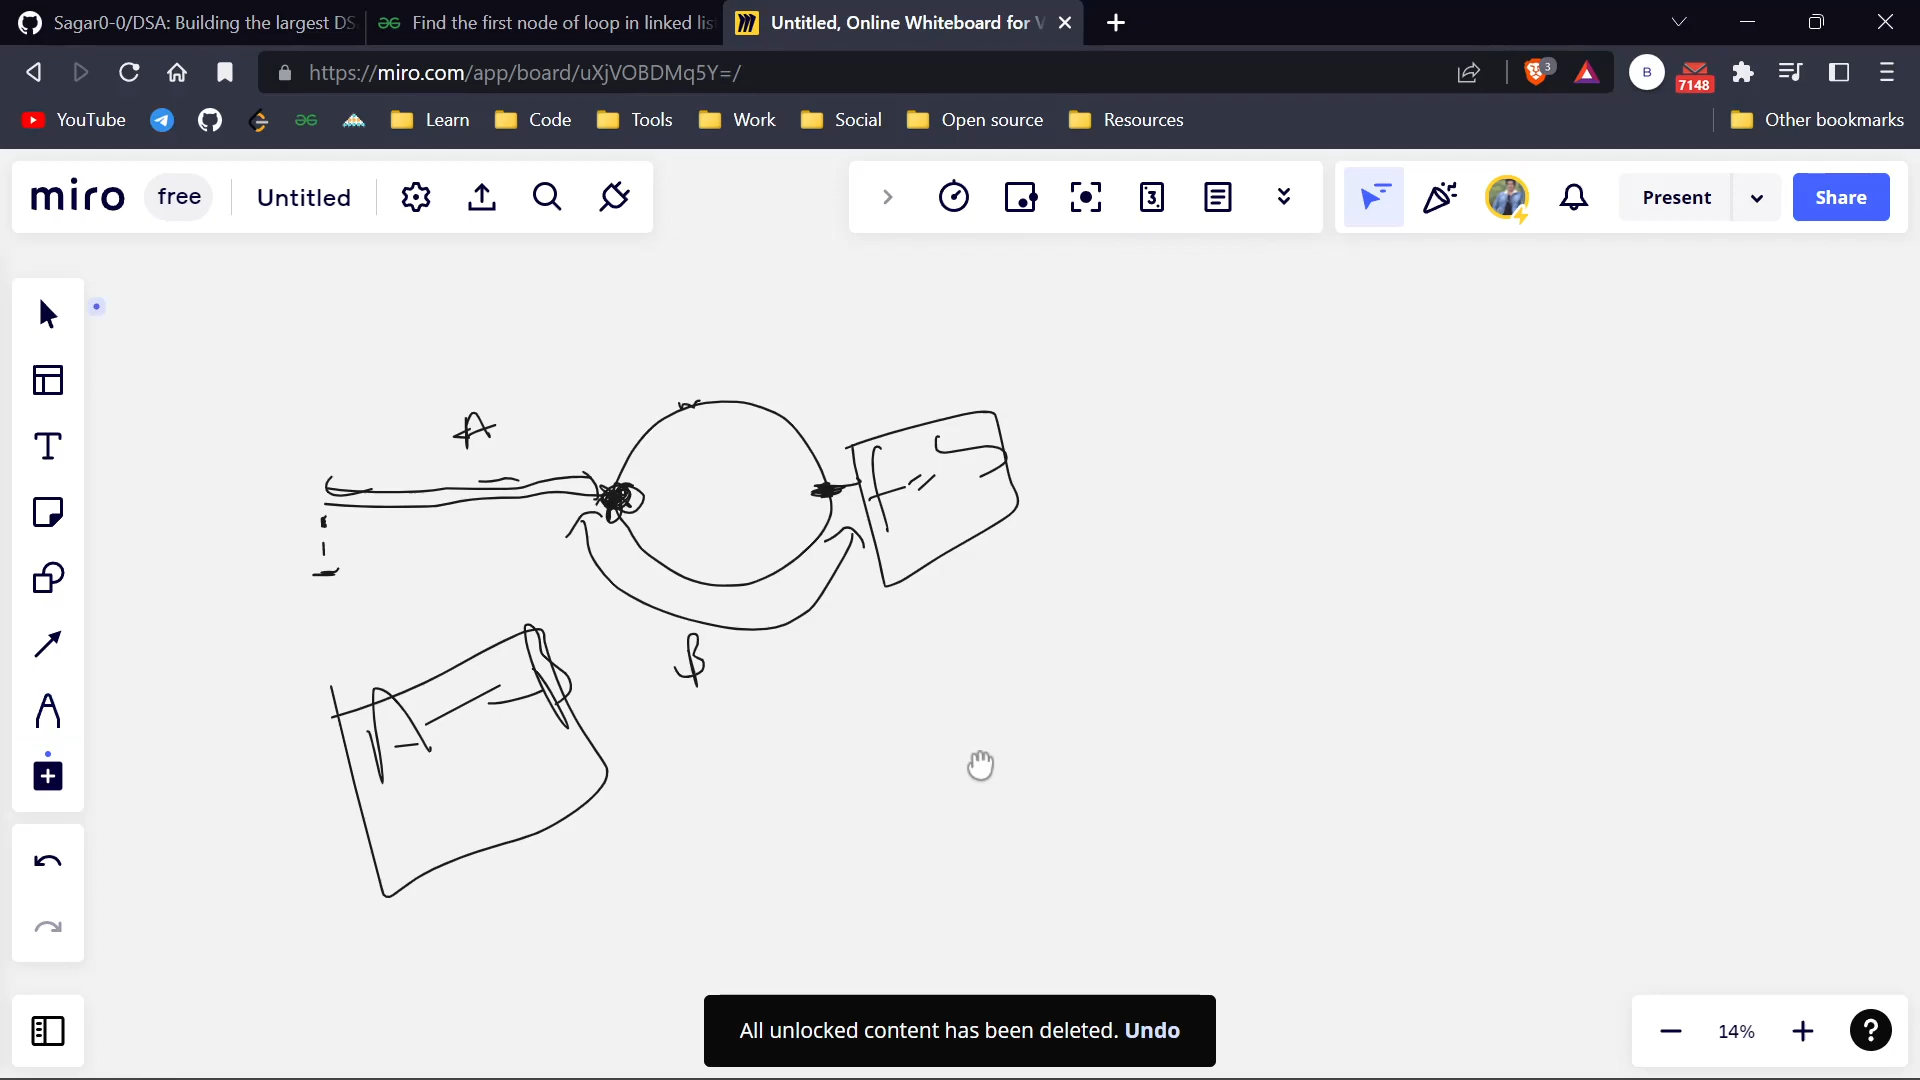 Sagar0-0/DSA: Building the largest DS
Find the first node of loop in linked lis
Untitled, Online Whiteboard for V
https://miro.com/app/board/uXjVOBDMq5Y=/
3
B
7148
YouTube
Learn
Code
Tools
Work
Social
Open source
Resources
Other bookmarks
miro
free
Untitled
3
Present
Share
A
B
All unlocked content has been deleted. Undo
14%
?